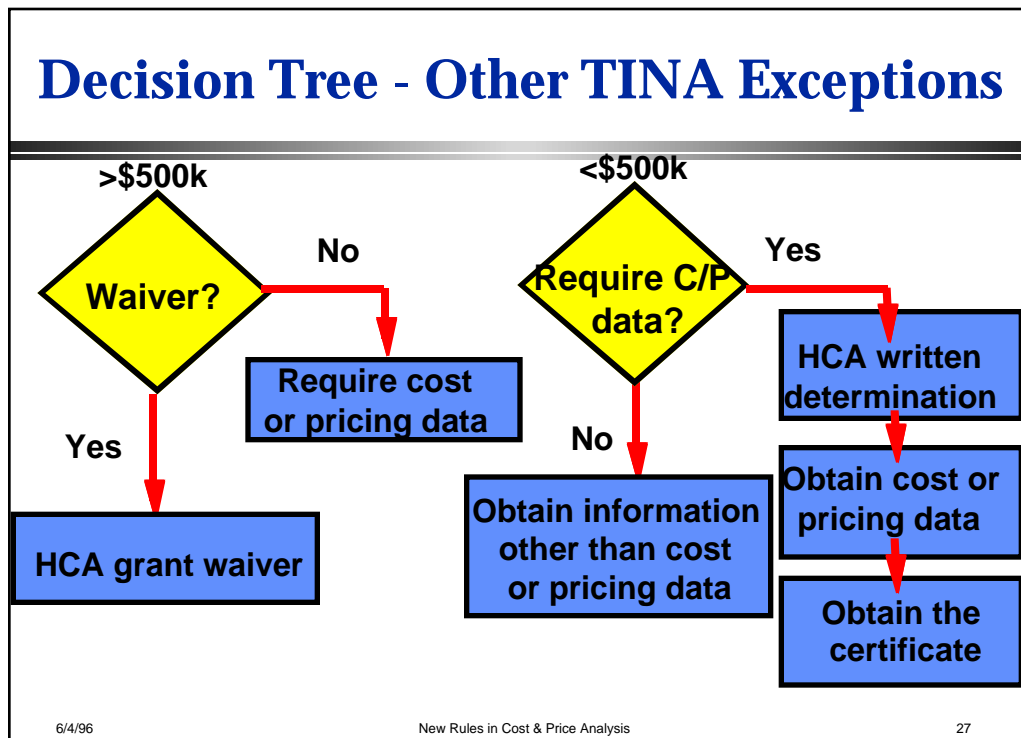 Decision Tree - Other TINA Exceptions
>$500k
Waiver?
No
Require cost
or pricing data
Yes
HCA grant waiver
<$500k
Require C/P
data?
Yes
HCA written
determination
Obtain cost or
pricing data
Obtain the
certificate
No
Obtain information
other than cost
or pricing data
6/4/96
New Rules in Cost & Price Analysis
27